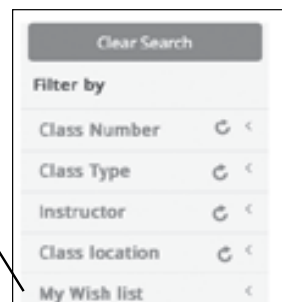 Clear Search
Filter by
Class Number
Class Type
Instructor
Class location
My Wish list